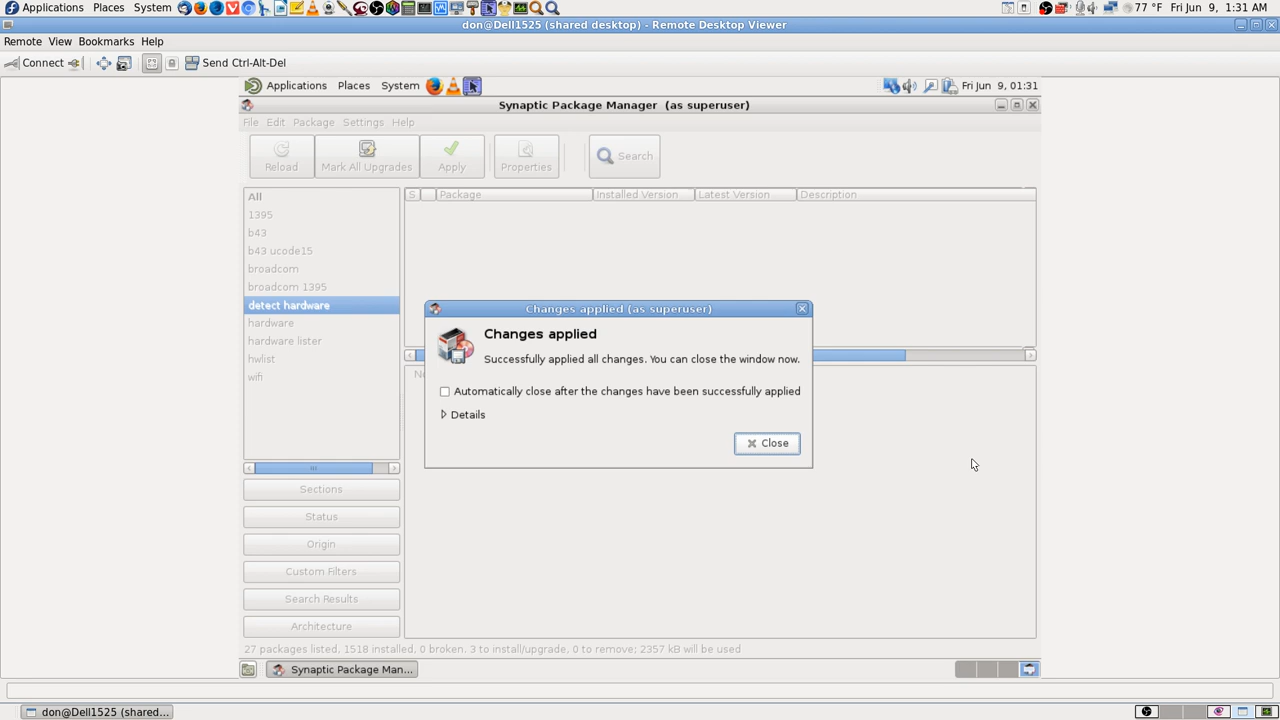 Applications Places System 77 °F Fri Jun 9, 1:31 AM
don@Dell1525 (shared desktop) - Remote Desktop Viewer
Remote View Bookmarks Help
Connect Send Ctrl-Alt-Del
Applications Places System Fri Jun 9, 01:31
Synaptic Package Manager (as superuser)
File Edit Package Settings Help
Reload Mark All Upgrades Apply Properties Search
S Package Installed Version Latest Version Description
All
1395
b43
b43 ucode15
broadcom
broadcom 1395
detect hardware
hardware
hardware lister
hwlist
wifi
Changes applied (as superuser)
Changes applied
Successfully applied all changes. You can close the window now.
Automatically close after the changes have been successfully applied
Details
Close
Sections
Status
Origin
Custom Filters
Search Results
Architecture
27 packages listed, 1518 installed, 0 broken. 3 to install/upgrade, 0 to remove; 2357 kB will be used
Synaptic Package Man...
don@Dell1525 (shared...